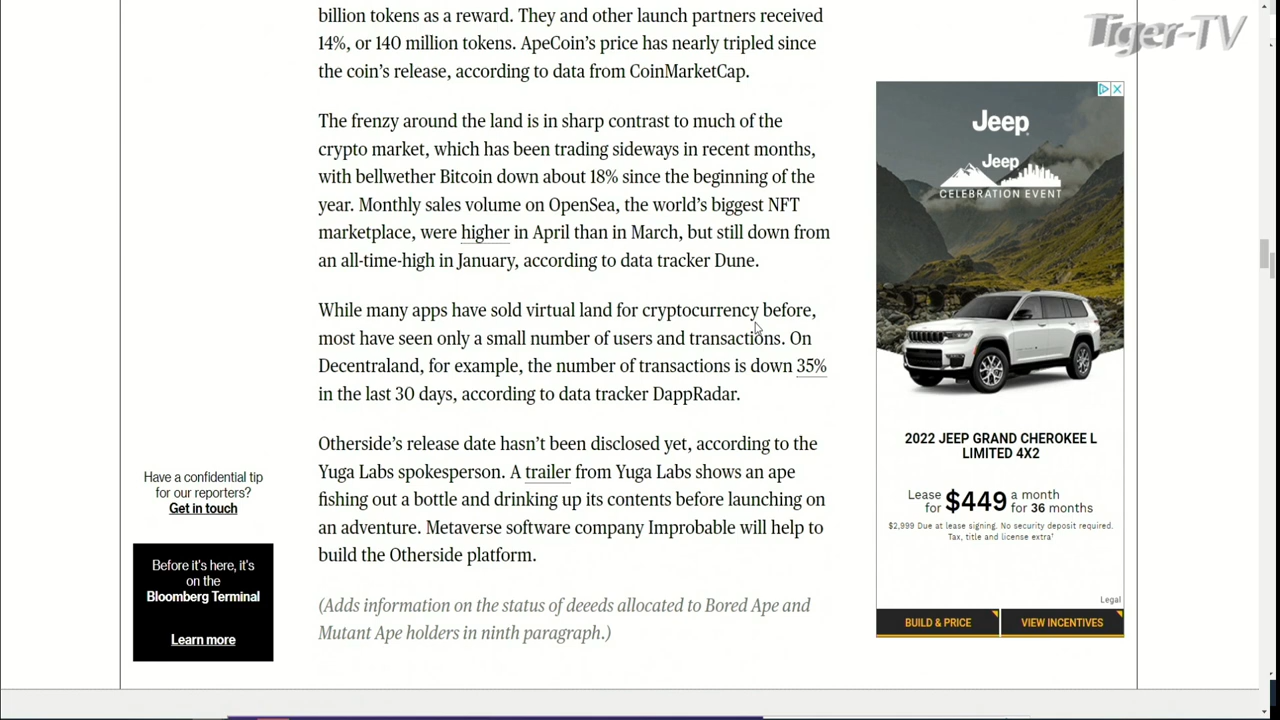 Tiger-TV
billion tokens as a reward. They and other launch partners received
14%, or 140 million tokens. ApeCoin’s price has nearly tripled since
the coin’s release, according to data from CoinMarketCap.
The frenzy around the land is in sharp contrast to much of the
crypto market, which has been trading sideways in recent months,
with bellwether Bitcoin down about 18% since the beginning of the
year. Monthly sales volume on OpenSea, the world’s biggest NFT
marketplace, were higher in April than in March, but still down from
an all-time-high in January, according to data tracker Dune.
While many apps have sold virtual land for cryptocurrency before,
most have seen only a small number of users and transactions. On
Decentraland, for example, the number of transactions is down 35%
in the last 30 days, according to data tracker DappRadar.
Otherside’s release date hasn’t been disclosed yet, according to the
Yuga Labs spokesperson. A trailer from Yuga Labs shows an ape
fishing out a bottle and drinking up its contents before launching on
an adventure. Metaverse software company Improbable will help to
build the Otherside platform.
(Adds information on the status of deeeds allocated to Bored Ape and
Mutant Ape holders in ninth paragraph.)
Have a confidential tip
for our reporters?
Get in touch
Before it's here, it's
on the
Bloomberg Terminal
Learn more
Jeep
Jeep
CELEBRATION EVENT
2022 JEEP GRAND CHEROKEE L
LIMITED 4X2
Lease for $449 a month for 36 months
$2,999 Due at lease signing. No security deposit required.
Tax, title and license extra¹
Legal
BUILD & PRICE
VIEW INCENTIVES